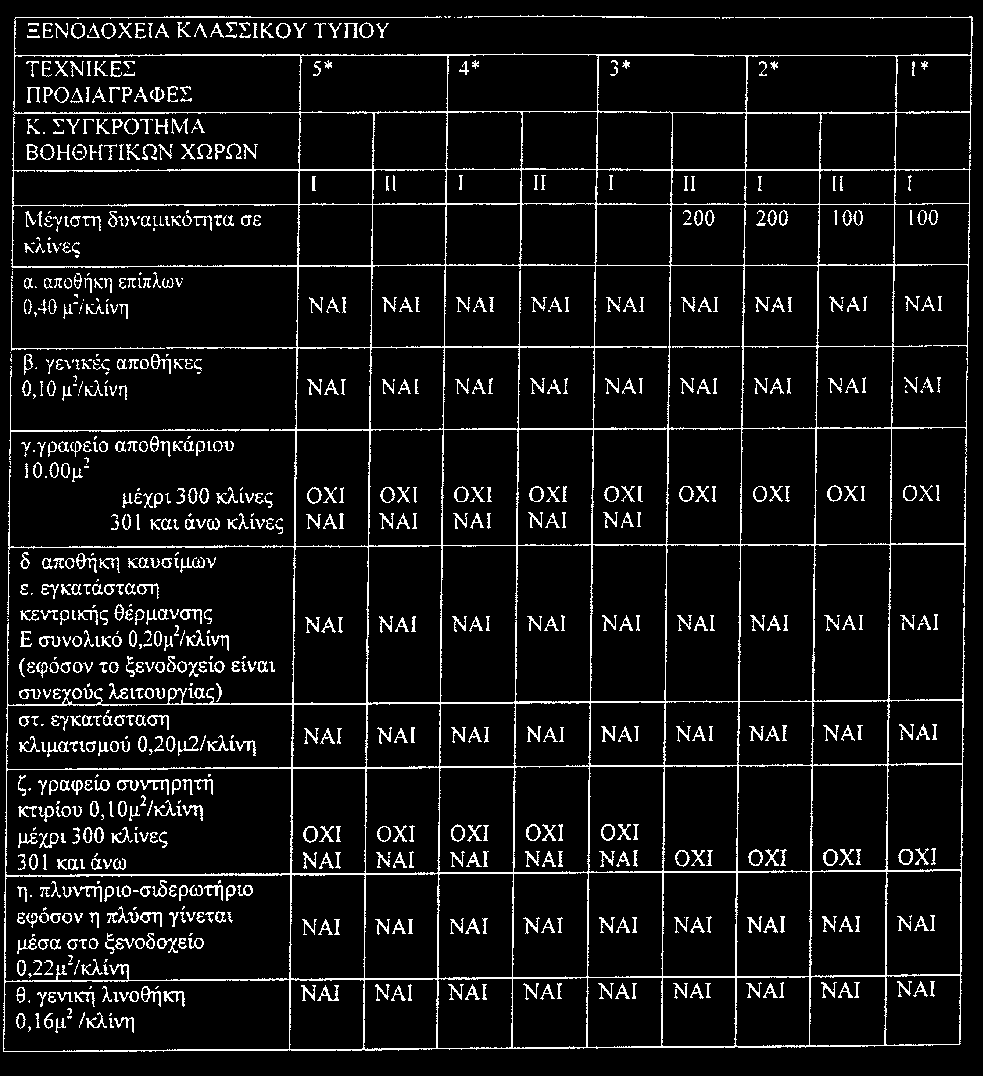 ΞΕΝΟΔΟΧΕΙΑ ΚΛΑΣΣΙΚΟΥ ΤΥΠΟΥ
ΤΕΧΝΙΚΕΣ ΠΡΟΔΙΑΓΡΑΦΕΣ 5* 4* 3* 2* 1*
Κ. ΣΥΓΚΡΟΤΗΜΑ
ΒΟΗΘΗΤΙΚΩΝ ΧΩΡΩΝ
Ι ΙΙ Ι ΙΙ Ι ΙΙ Ι ΙΙ Ι
Μέγιστη δυναμικότητα σε 200 200 100 100
κλίνες
α. αποθήκη επίπλων
0,40 μ²/κλίνη ΝΑΙ ΝΑΙ ΝΑΙ ΝΑΙ ΝΑΙ ΝΑΙ ΝΑΙ ΝΑΙ ΝΑΙ
β. γενικές αποθήκες
0,10 μ²/κλίνη ΝΑΙ ΝΑΙ ΝΑΙ ΝΑΙ ΝΑΙ ΝΑΙ ΝΑΙ ΝΑΙ ΝΑΙ
γ.γραφείο αποθηκάριου
10.00μ²
μέχρι 300 κλίνες ΟΧΙ ΟΧΙ ΟΧΙ ΟΧΙ ΟΧΙ ΟΧΙ ΟΧΙ ΟΧΙ ΟΧΙ
301 και άνω κλίνες ΝΑΙ ΝΑΙ ΝΑΙ ΝΑΙ ΝΑΙ
δ αποθήκη καυσίμων
ε. εγκατάσταση
κεντρικής θέρμανσης
Ε συνολικό 0,20μ²/κλίνη ΝΑΙ ΝΑΙ ΝΑΙ ΝΑΙ ΝΑΙ ΝΑΙ ΝΑΙ ΝΑΙ ΝΑΙ
(εφόσον το ξενοδοχείο είναι
συνεχούς λειτουργίας)
στ. εγκατάσταση
κλιματισμού 0,20μ2/κλίνη ΝΑΙ ΝΑΙ ΝΑΙ ΝΑΙ ΝΑΙ ΝΑΙ ΝΑΙ ΝΑΙ ΝΑΙ
ζ. γραφείο συντηρητή
κτιρίου 0,10μ²/κλίνη
μέχρι 300 κλίνες ΟΧΙ ΟΧΙ ΟΧΙ ΟΧΙ ΟΧΙ
301 και άνω ΝΑΙ ΝΑΙ ΝΑΙ ΝΑΙ ΝΑΙ ΟΧΙ ΟΧΙ ΟΧΙ ΟΧΙ
η. πλυντήριο-σιδερωτήριο
εφόσον η πλύση γίνεται
μέσα στο ξενοδοχείο ΝΑΙ ΝΑΙ ΝΑΙ ΝΑΙ ΝΑΙ ΝΑΙ ΝΑΙ ΝΑΙ ΝΑΙ
0,22μ²/κλίνη
θ. γενική λινοθήκη ΝΑΙ ΝΑΙ ΝΑΙ ΝΑΙ ΝΑΙ ΝΑΙ ΝΑΙ ΝΑΙ ΝΑΙ
0,16μ² /κλίνη